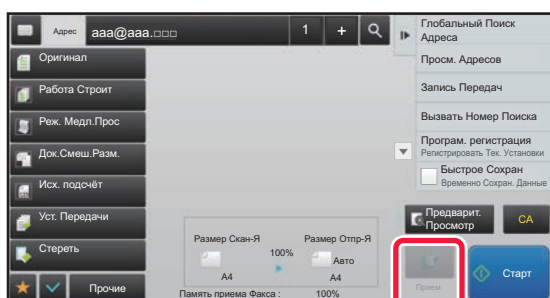 Адрес aaa@aaa.□□□ 1 +
Оригинал
Работа Строит
Реж. Медл.Прос
Док.Смеш.Разм.
Исх. подсчёт
Уст. Передачи
Стереть
Прочие
Размер Скан-Я Размер Отпр-Я
100%
Авто
A4 A4
Память приема Факса : 100%
Глобальный Поиск
Адреса
Просм. Адресов
Запись Передач
Вызвать Номер Поиска
Програм. регистрация
Регистрировать Тек. Установки
Быстрое Сохран
Временно Сохран. Данные
Предварит.
Просмотр
CA
Прием
Старт